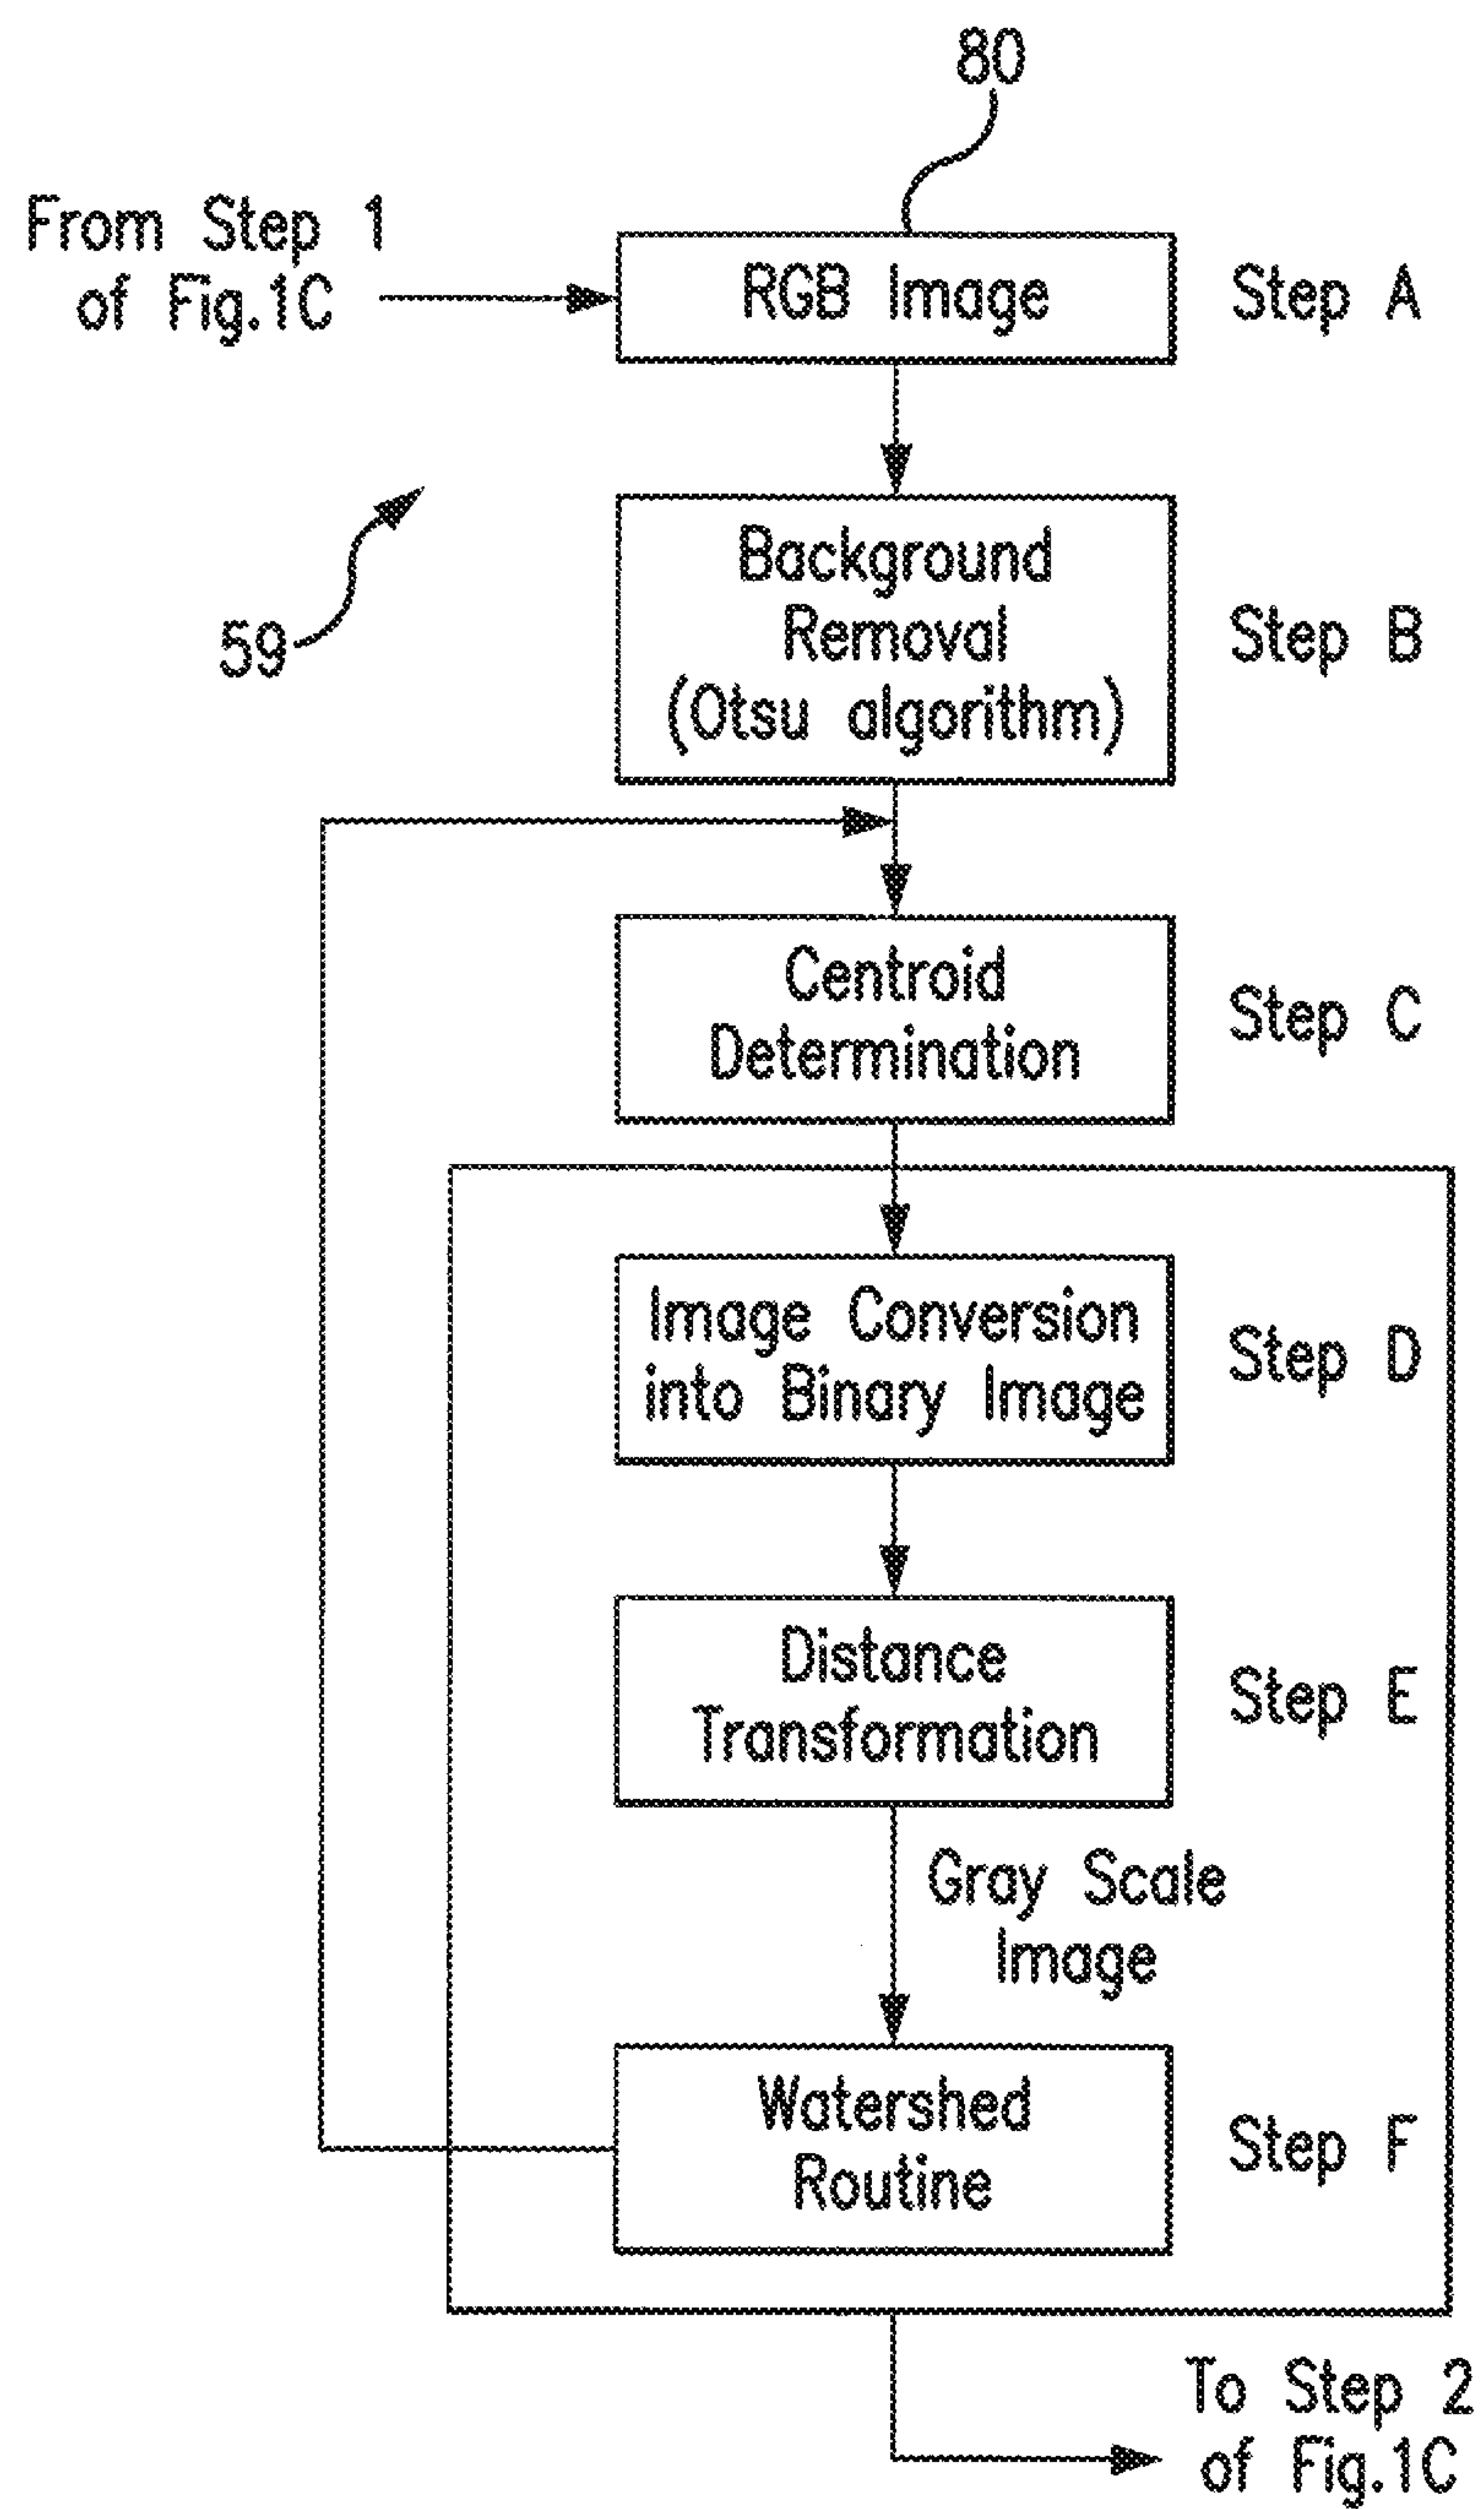 80
From Step 1
of Fig.1C
RGB Image
Step A
Background
Removal
(Otsu algorithm)
Step B
59
Centroid
Determination
Step C
Image Conversion
into Binary Image
Step D
Distance
Transformation
Step E
Gray Scale
Image
Watershed
Routine
Step F
To Step 2
of Fig.1C